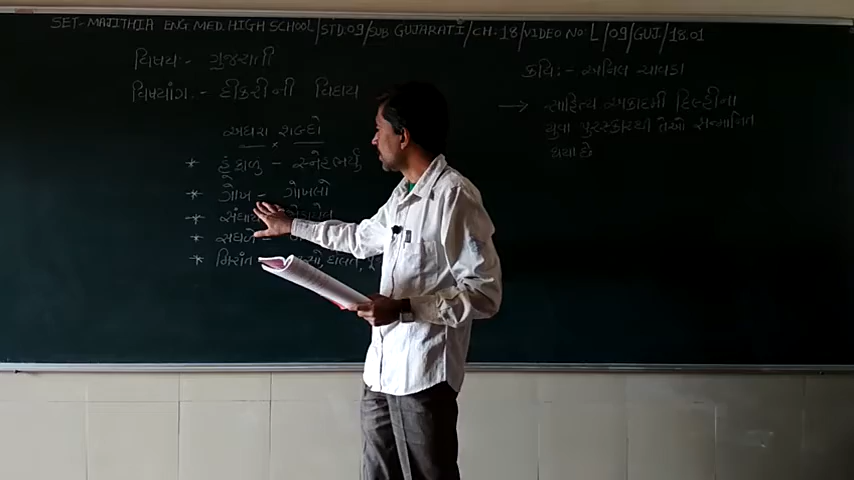 SET-MAJITHIA ENG.MED.HIGH SCHOOL/STD.09/SUB.GUJARATI/CH:18/VIDEO NO:L/09/GUJ/18.01
વિષય:- ગુજરાતી
વિષયાંગ:- દીકરીની વિદાય
અઘરા શબ્દો
* હૂંફાળુ - સ્નેહભર્યું
* ગોખ - ગોખલો
*
* સઘળે -
*
કવિ:- અનિલ ચાવડા
→ સાહિત્ય અકાદમી દિલ્હીના
યુવા પુરસ્કારથી તેઓ સન્માનિત
થયા છે